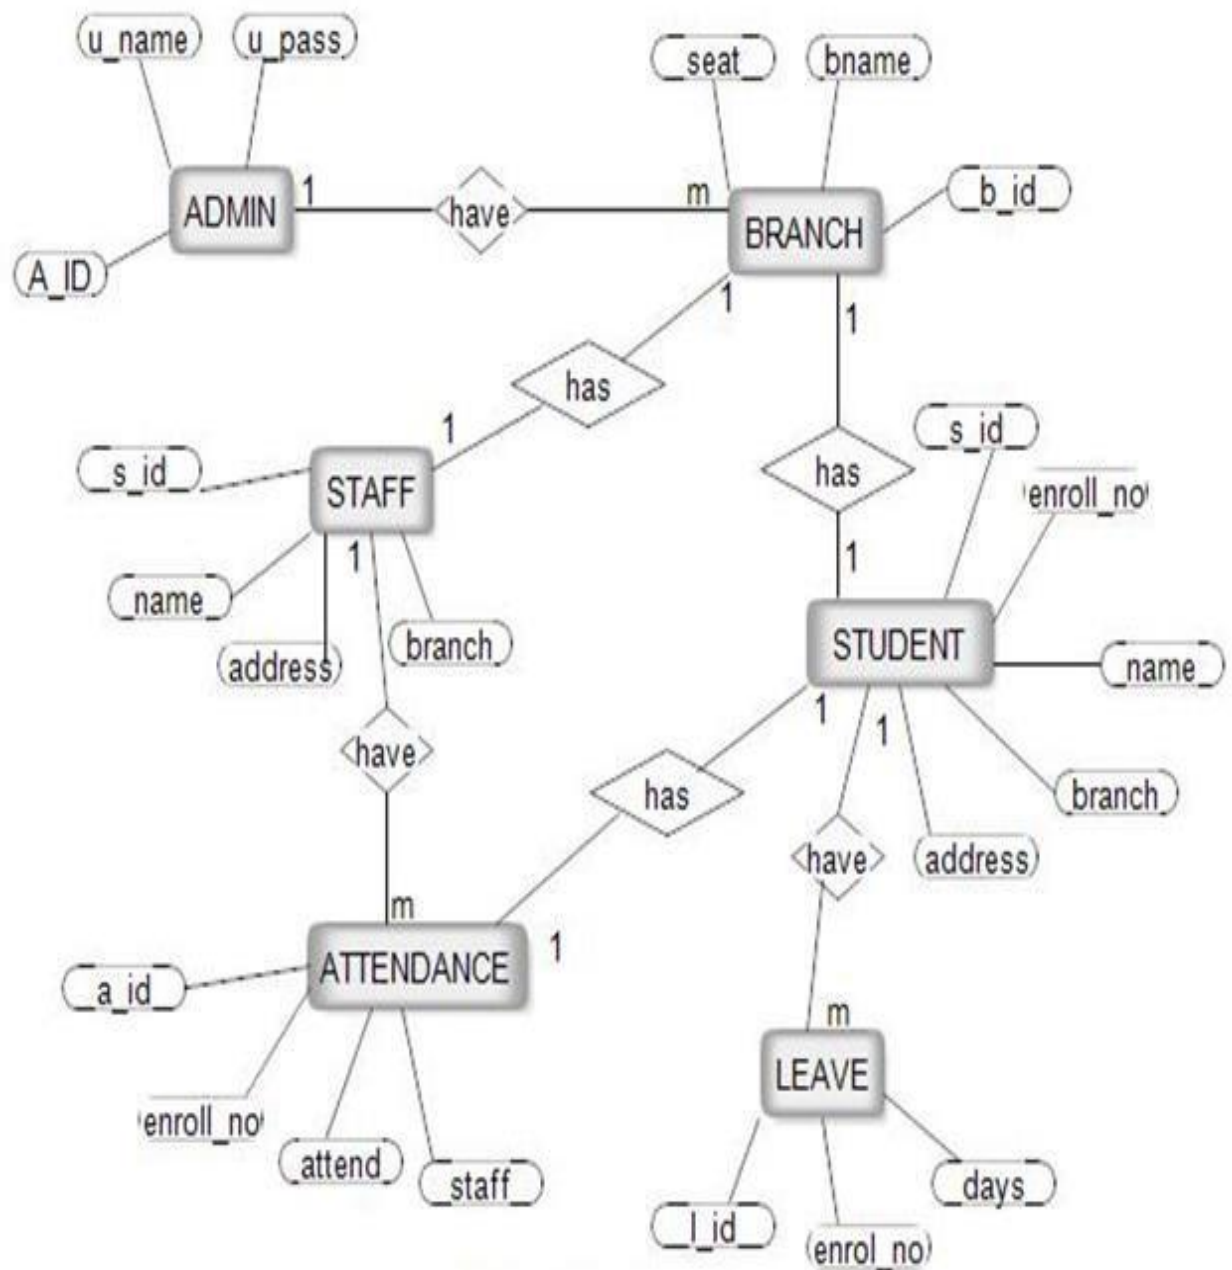 u_name
u_pass
seat
bname
ADMIN
1
have
m
BRANCH
b_id
A_ID
1
1
has
1
s_id
STAFF
has
s_id
enroll_no
1
1
name
address
branch
STUDENT
name
1
1
have
has
branch
have
address
m
ATTENDANCE
1
a_id
m
LEAVE
enroll_no
attend
staff
days
l_id
enrol_no